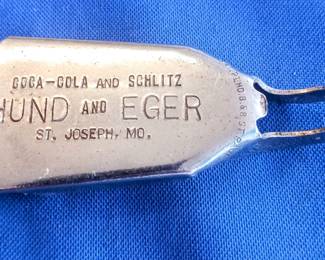 COCA-COLA AND SCHLITZ
HUND AND EGER
ST. JOSEPH, MO.